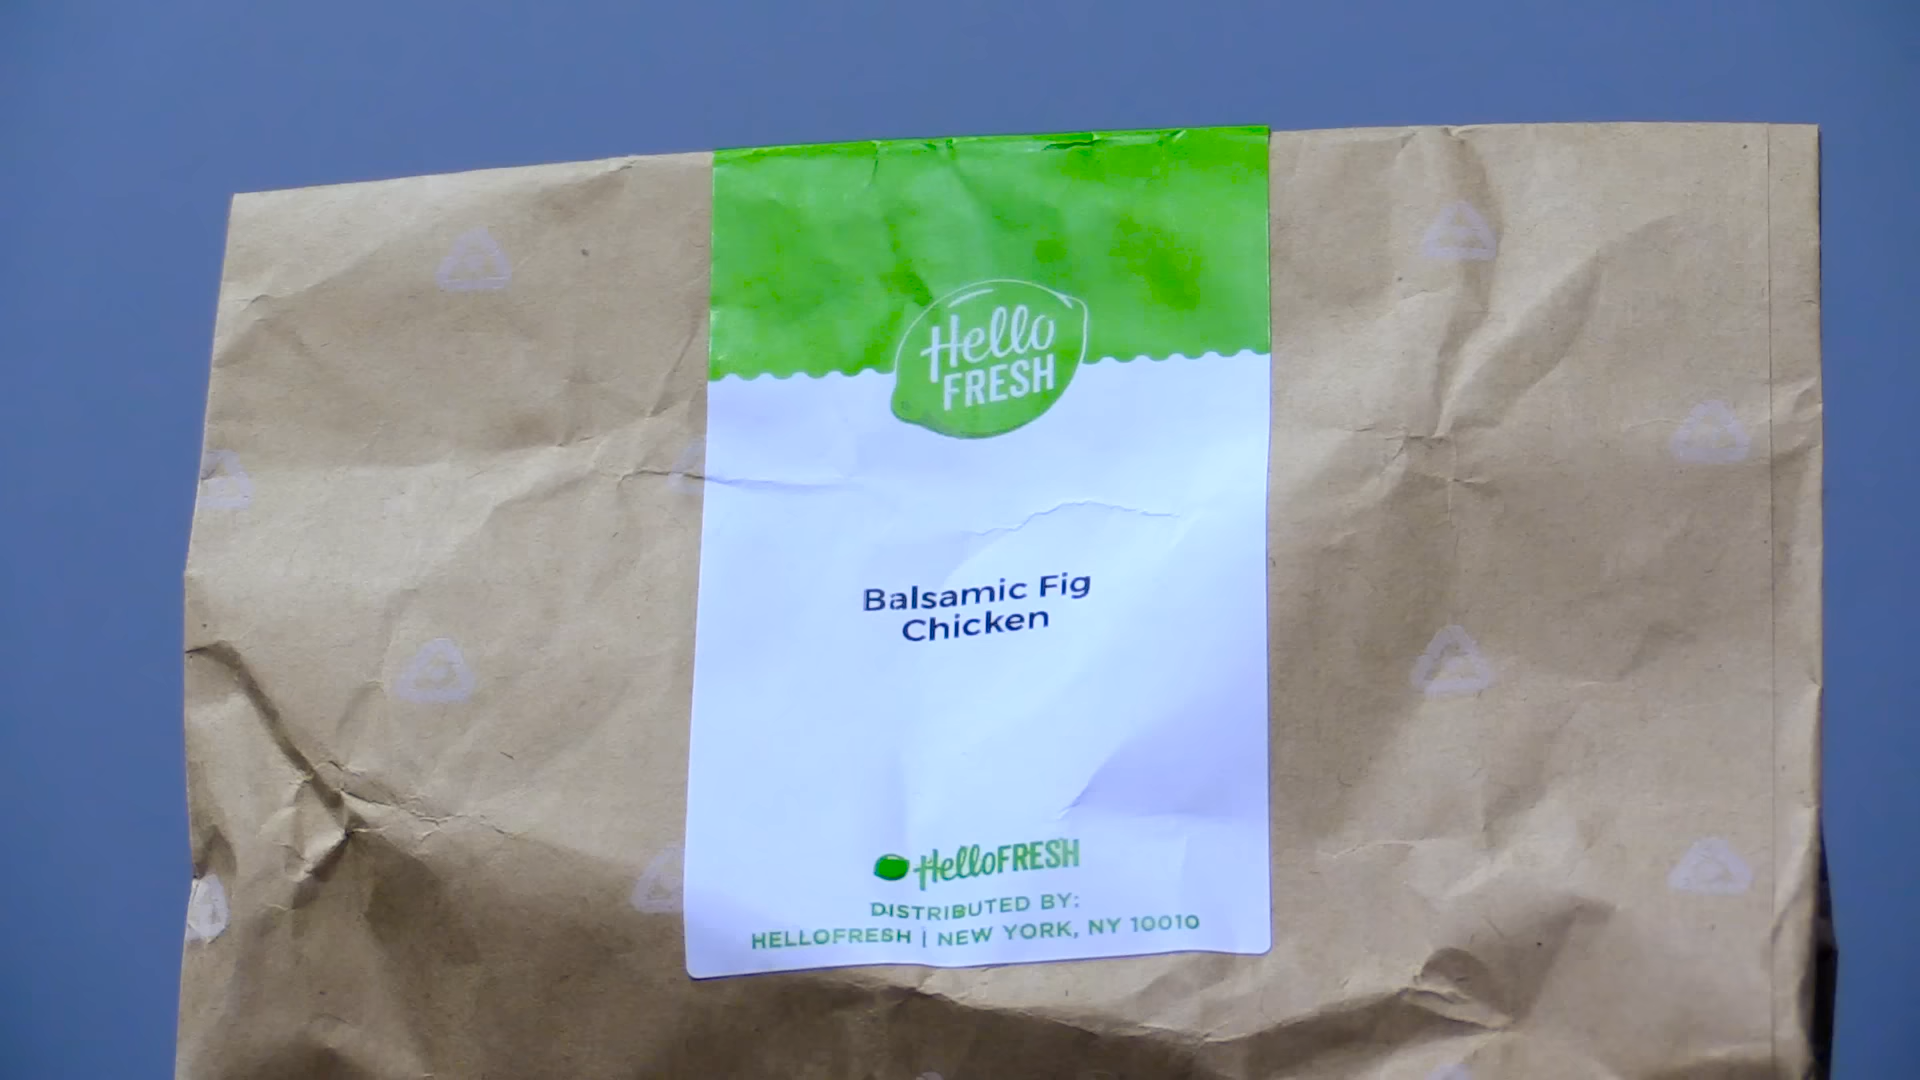 Hello
FRESH
Balsamic Fig
Chicken
HelloFRESH
DISTRIBUTED BY:
HELLOFRESH | NEW YORK, NY 10010